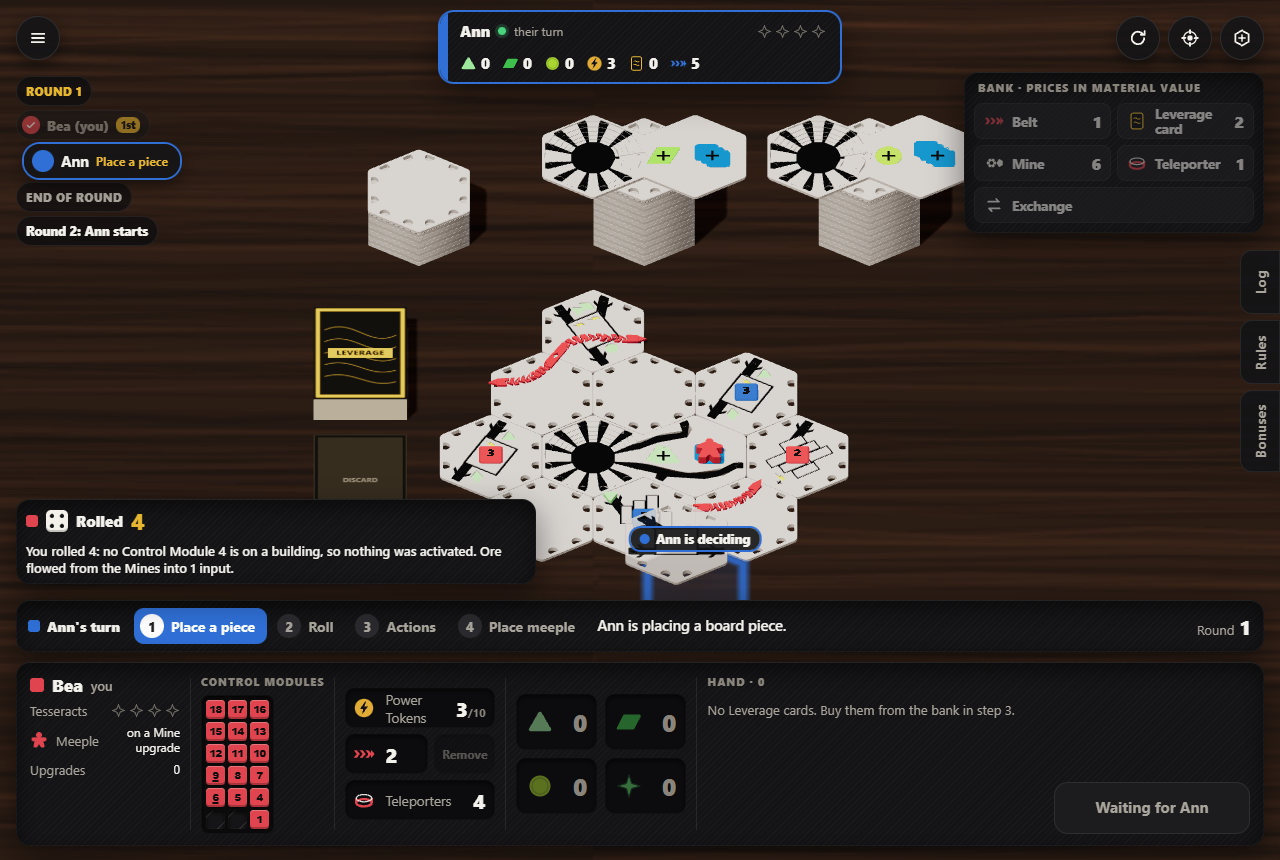 Ann their turn
0 0 0 3 0 5
ROUND 1
Bea (you) 1st
Ann Place a piece
END OF ROUND
Round 2: Ann starts
BANK · PRICES IN MATERIAL VALUE
Belt 1
Leverage card 2
Mine 6
Teleporter 1
Exchange
Log
Rules
Bonuses
LEVERAGE
DISCARD
3
3
2
Ann is deciding
Rolled 4
You rolled 4: no Control Module 4 is on a building, so nothing was activated. Ore
flowed from the Mines into 1 input.
Ann's turn
1 Place a piece
2 Roll
3 Actions
4 Place meeple
Ann is placing a board piece.
Round 1
Bea you
Tesseracts
Meeple on a Mine
upgrade
Upgrades 0
CONTROL MODULES
18 17 16
15 14 13
12 11 10
9 8 7
6 5 4
1
Power
Tokens 3/10
2 Remove
Teleporters 4
0 0
0 0
HAND · 0
No Leverage cards. Buy them from the bank in step 3.
Waiting for Ann